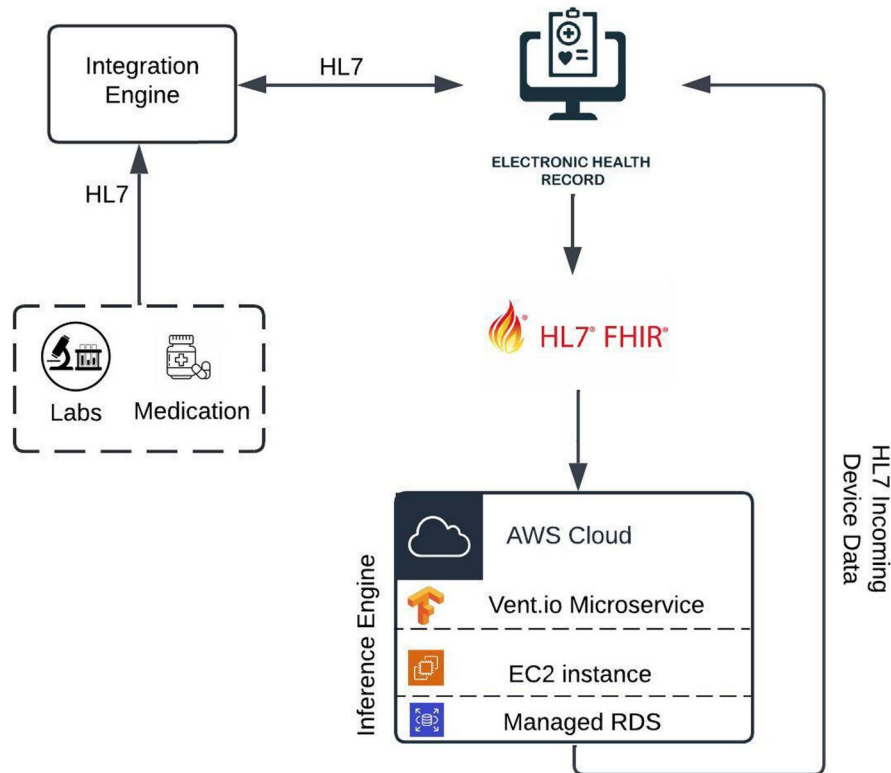 Integration
Engine
HL7
ELECTRONIC HEALTH
RECORD
HL7
Labs
Medication
HL7® FHIR®
HL7 Incoming
Device Data
Inference Engine
AWS Cloud
Vent.io Microservice
EC2 instance
Managed RDS